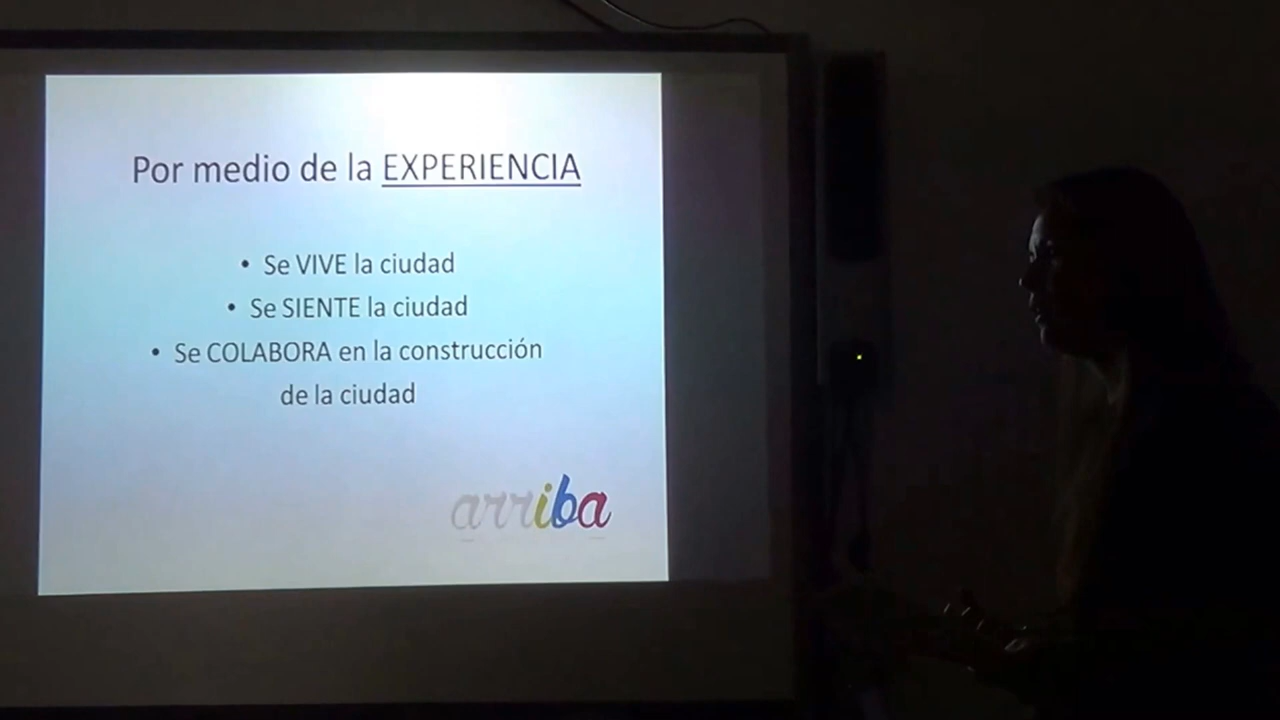 Por medio de la EXPERIENCIA
• Se VIVE la ciudad
• Se SIENTE la ciudad
• Se COLABORA en la construcción
de la ciudad
arriba